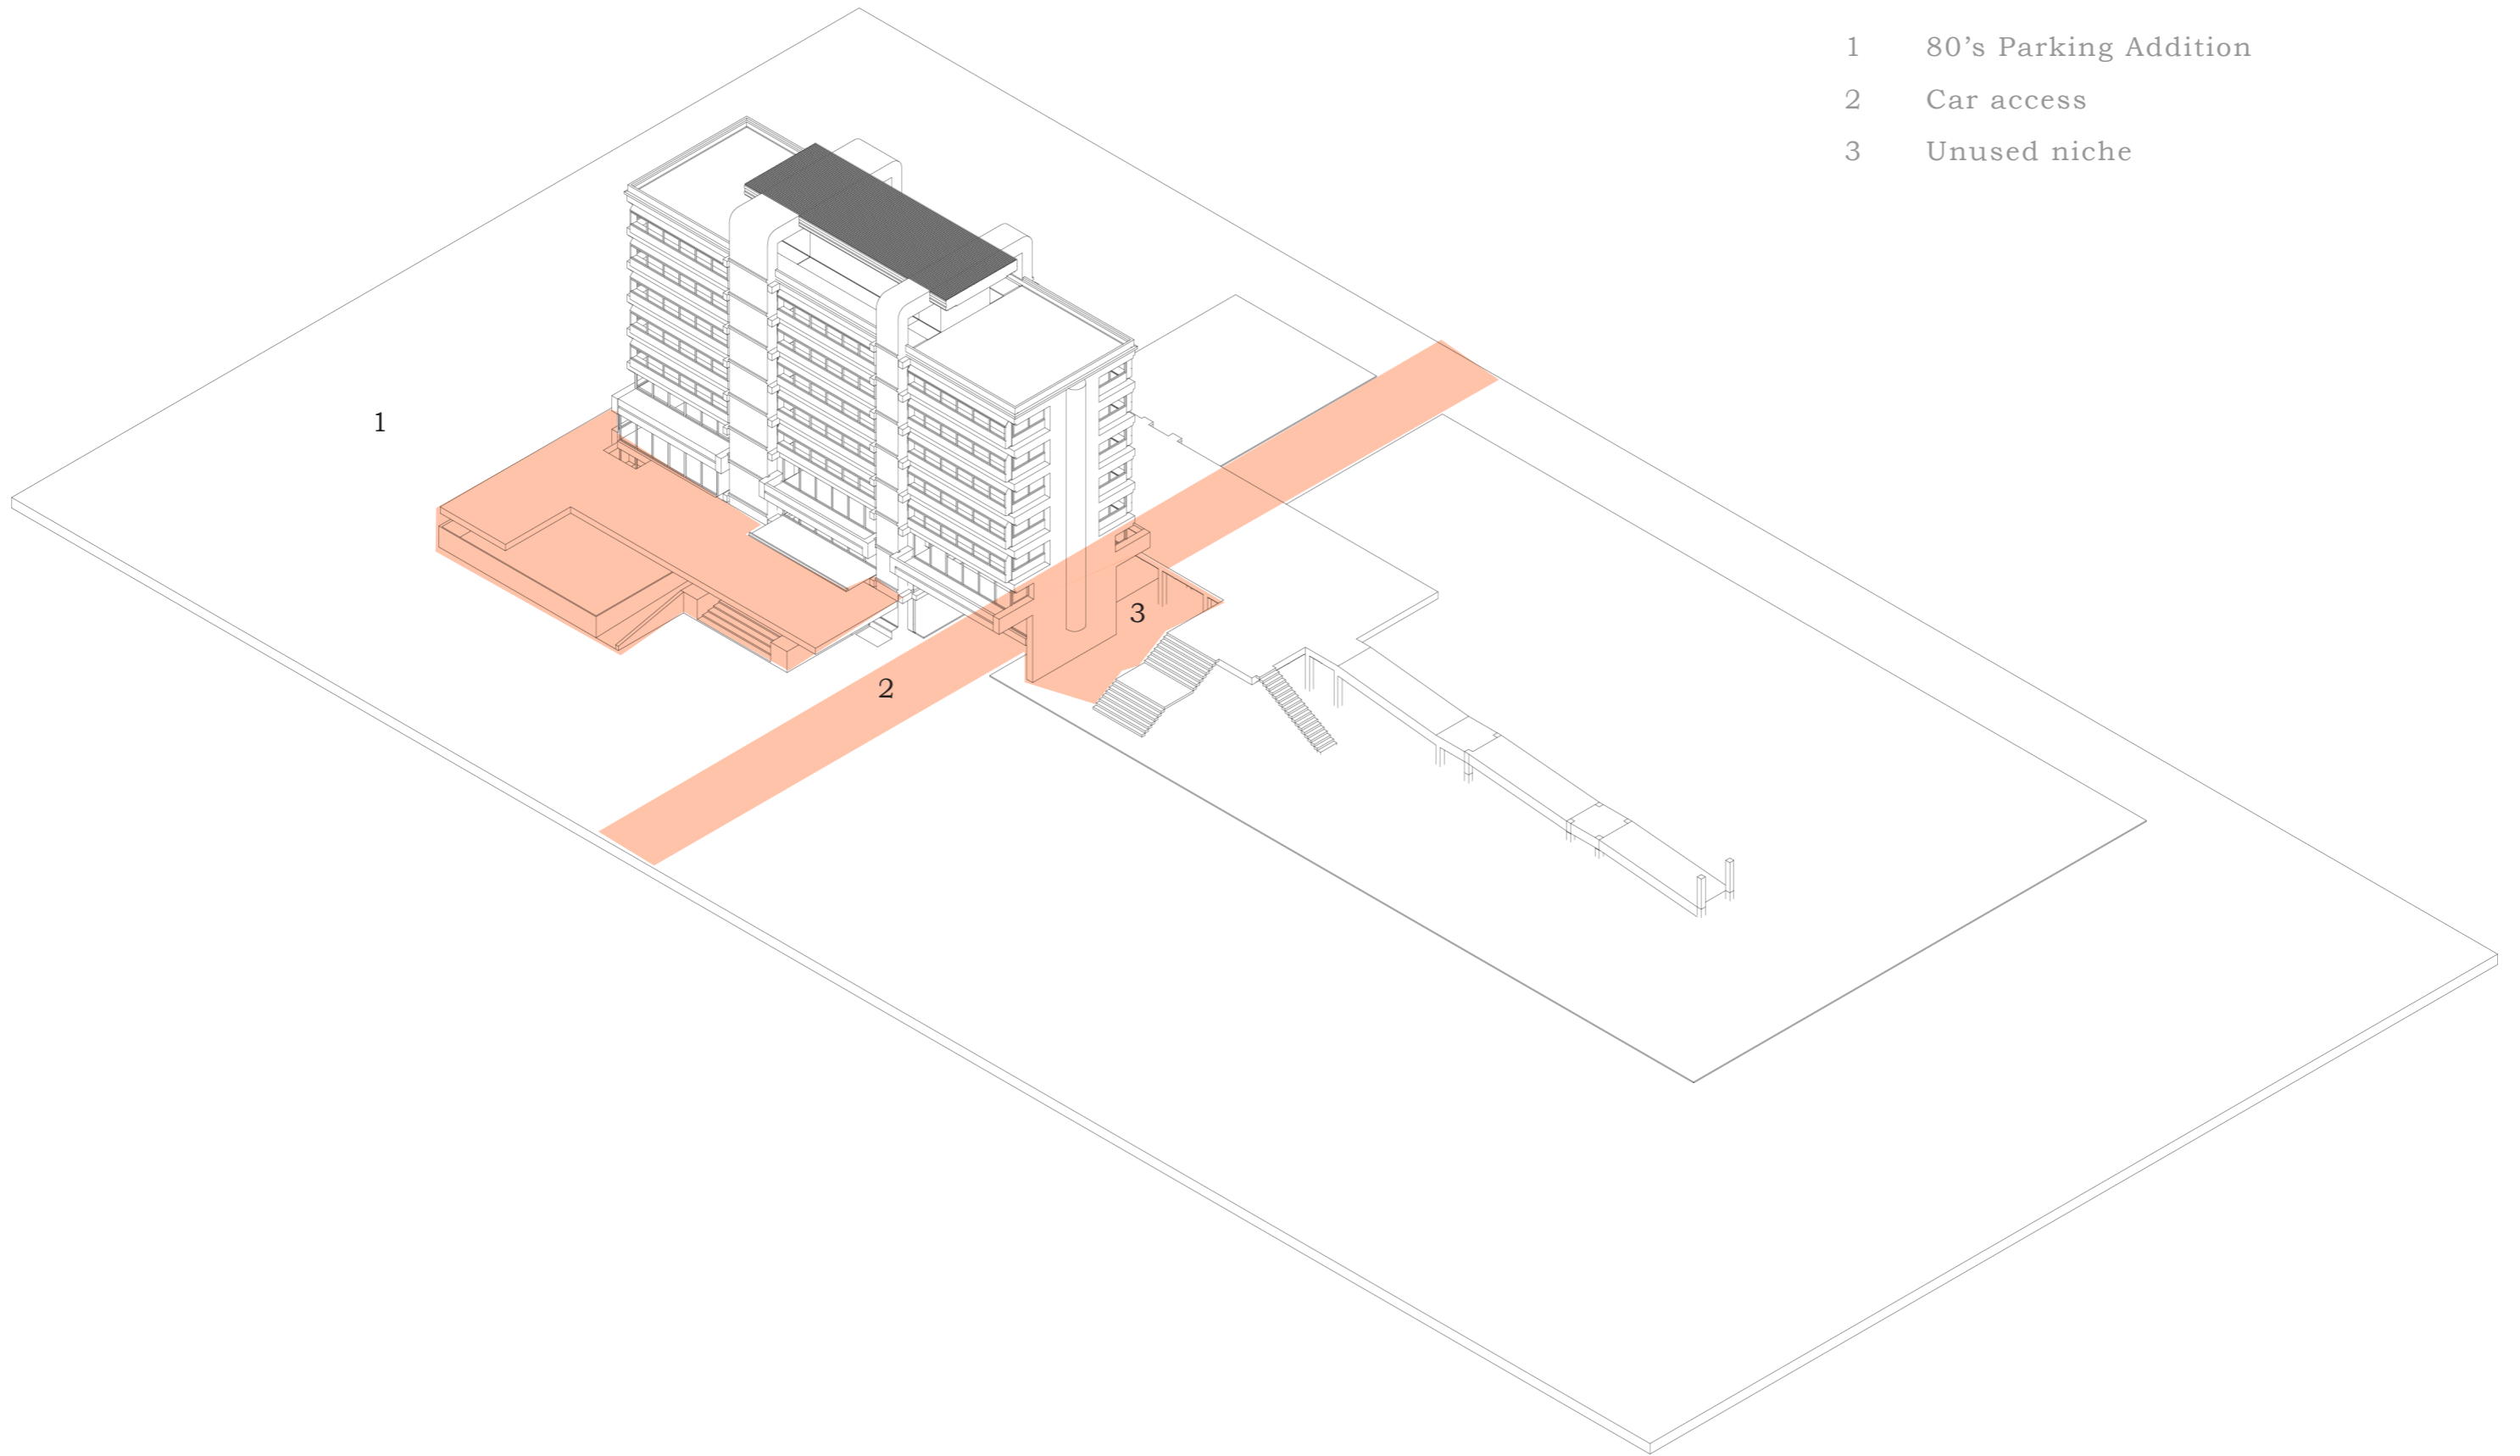 1 80’s Parking Addition
2 Car access
3 Unused niche
1
3
2